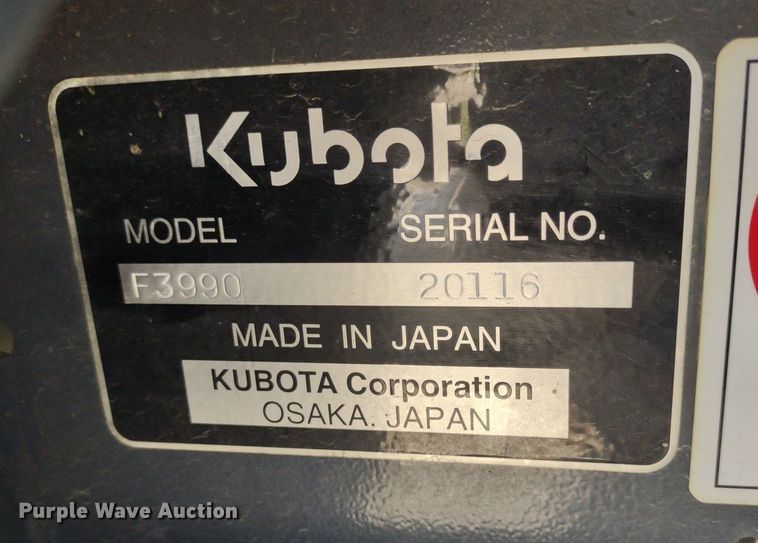 Kubota
MODEL SERIAL NO.
F3990 20116
MADE IN JAPAN
KUBOTA Corporation
OSAKA. JAPAN
Purple Wave Auction